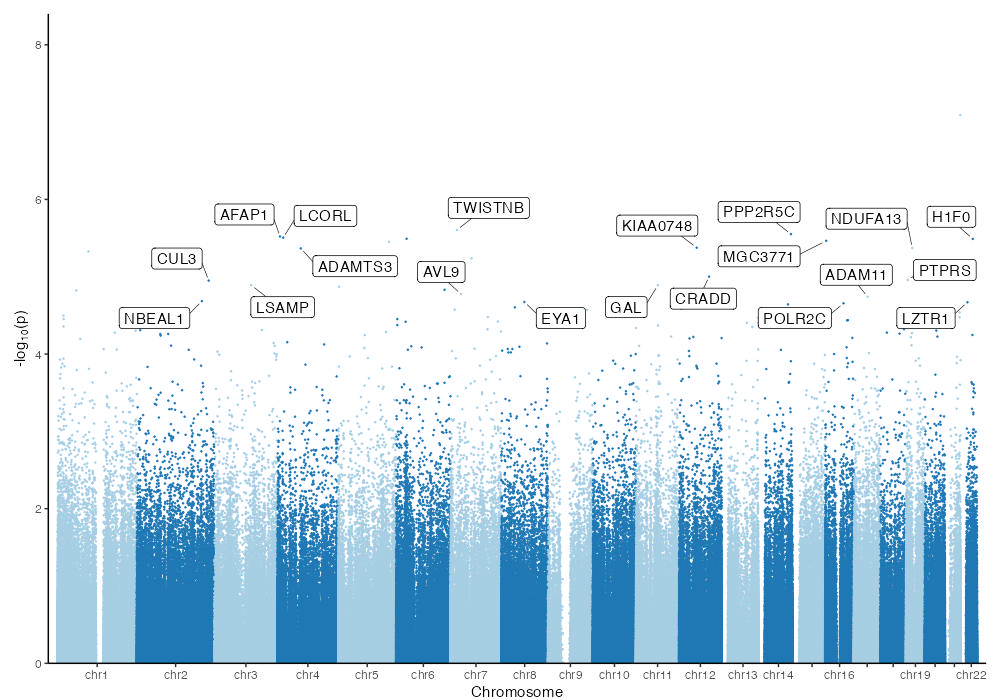 8
6
4
2
0
-log10(p)
TWISTNB
AFAP1
LCORL
PPP2R5C
NDUFA13
H1F0
KIAA0748
CUL3
MGC3771
ADAMTS3
AVL9
ADAM11
PTPRS
LSAMP
GAL
CRADD
NBEAL1
EYA1
POLR2C
LZTR1
chr1
chr2
chr3
chr4
chr5
chr6
chr7
chr8
chr9
chr10
chr11
chr12
chr13
chr14
chr16
chr19
chr22
Chromosome